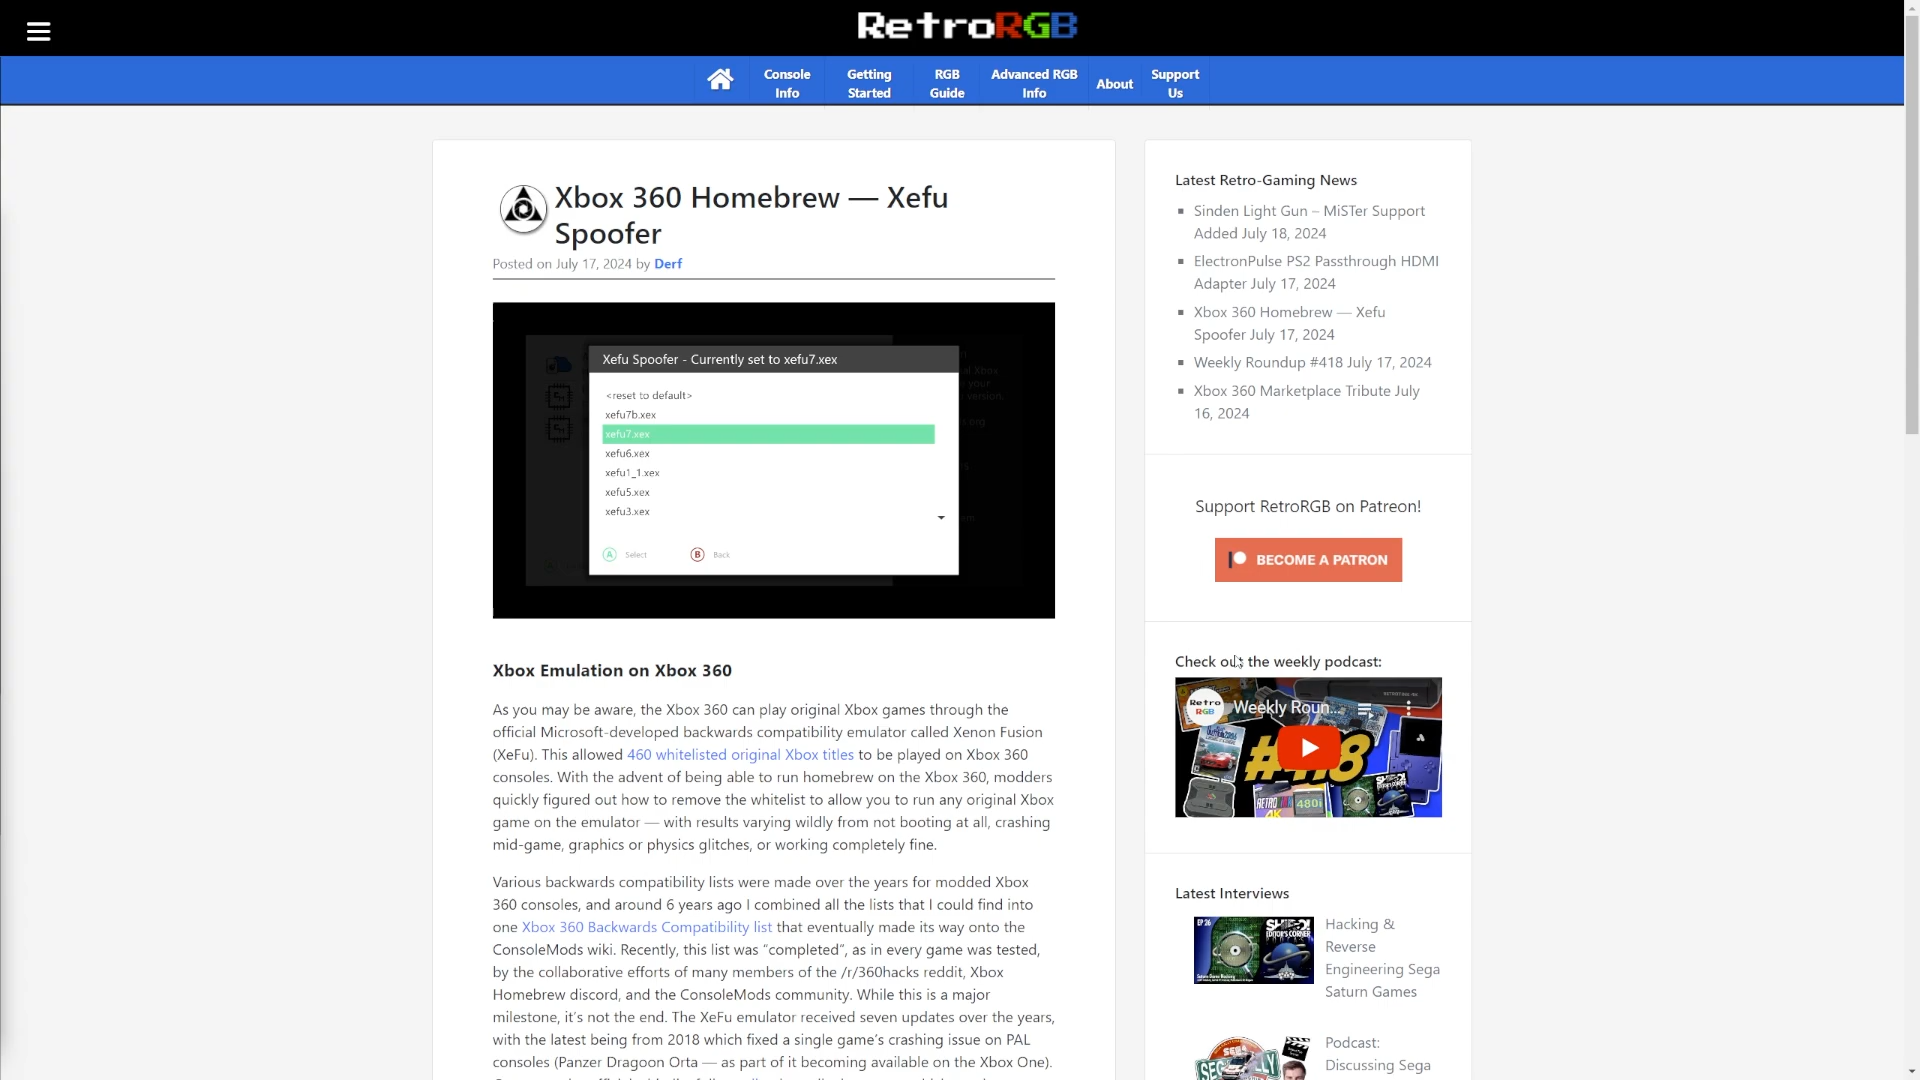 RetroRGB
Console
Info
Getting
Started
RGB
Guide
Advanced RGB
Info
About
Support
Us
Xbox 360 Homebrew — Xefu
Spoofer
Posted on July 17, 2024 by Derf
Xefu Spoofer - Currently set to xefu7.xex
<reset to default>
xefu7b.xex
xefu7.xex
xefu6.xex
xefu1_1.xex
xefu5.xex
xefu3.xex
A Select B Back
Xbox Emulation on Xbox 360
As you may be aware, the Xbox 360 can play original Xbox games through the
official Microsoft-developed backwards compatibility emulator called Xenon Fusion
(XeFu). This allowed 460 whitelisted original Xbox titles to be played on Xbox 360
consoles. With the advent of being able to run homebrew on the Xbox 360, modders
quickly figured out how to remove the whitelist to allow you to run any original Xbox
game on the emulator — with results varying wildly from not booting at all, crashing
mid-game, graphics or physics glitches, or working completely fine.
Various backwards compatibility lists were made over the years for modded Xbox
360 consoles, and around 6 years ago I combined all the lists that I could find into
one Xbox 360 Backwards Compatibility list that eventually made its way onto the
ConsoleMods wiki. Recently, this list was “completed”, as in every game was tested,
by the collaborative efforts of many members of the /r/360hacks reddit, Xbox
Homebrew discord, and the ConsoleMods community. While this is a major
milestone, it’s not the end. The XeFu emulator received seven updates over the years,
with the latest being from 2018 which fixed a single game’s crashing issue on PAL
consoles (Panzer Dragoon Orta — as part of it becoming available on the Xbox One).
Latest Retro-Gaming News
Sinden Light Gun – MiSTer Support
Added July 18, 2024
ElectronPulse PS2 Passthrough HDMI
Adapter July 17, 2024
Xbox 360 Homebrew — Xefu
Spoofer July 17, 2024
Weekly Roundup #418 July 17, 2024
Xbox 360 Marketplace Tribute July
16, 2024
Support RetroRGB on Patreon!
BECOME A PATRON
Check out the weekly podcast:
Retro
RGB
Weekly Roun...
#418
RETRO
4K
480i
Latest Interviews
EP 26
Hacking &
Reverse
Engineering Sega
Saturn Games
Podcast:
Discussing Sega